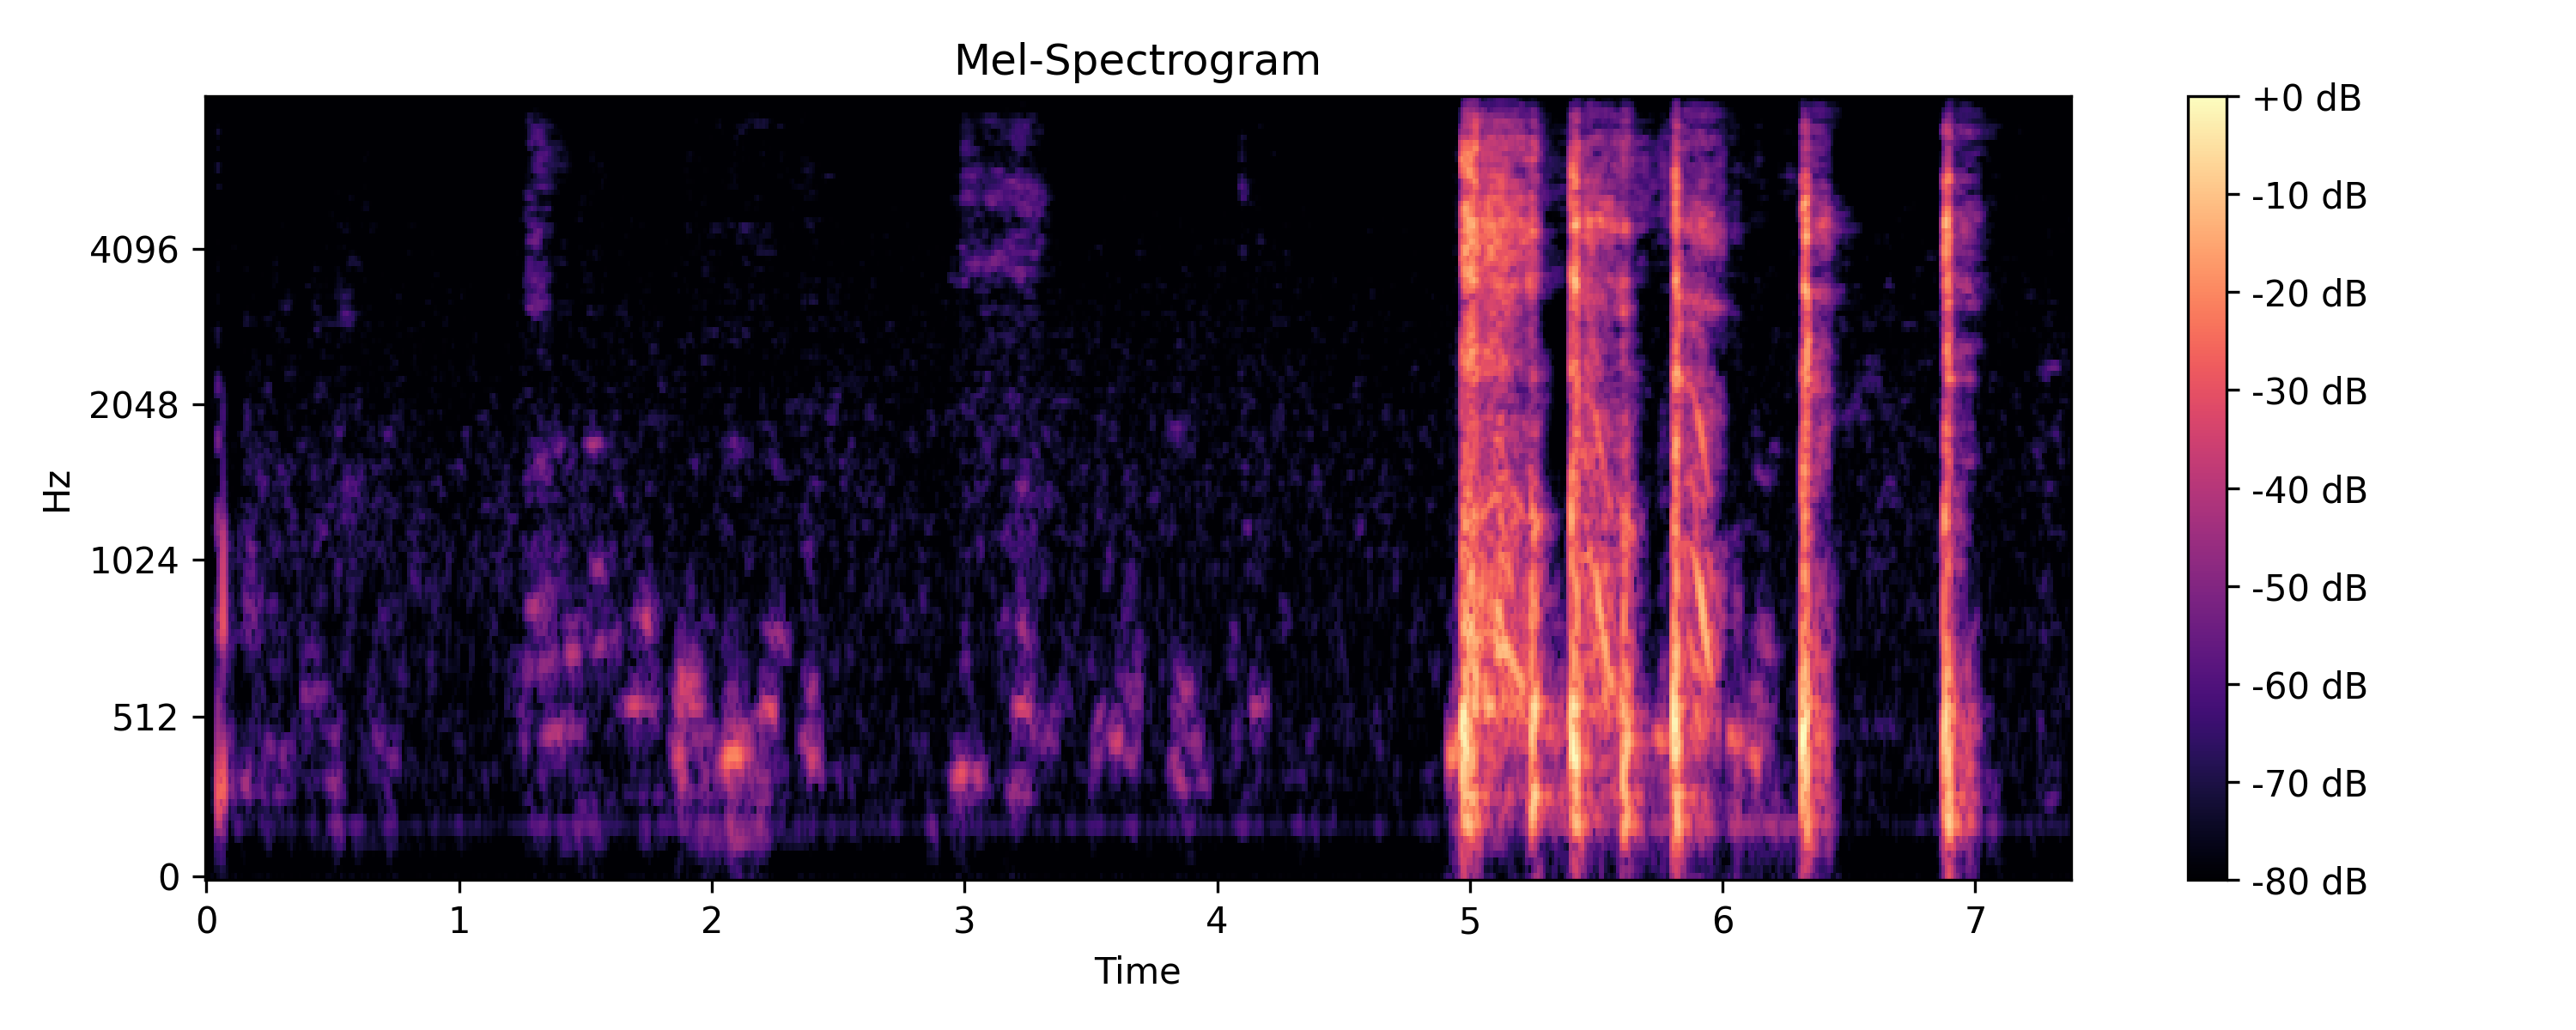 Mel-Spectrogram
+0 dB
-10 dB
-20 dB
-30 dB
-40 dB
-50 dB
-60 dB
-70 dB
-80 dB
4096
2048
1024
512
0
Hz
0 1 2 3 4 5 6 7
Time